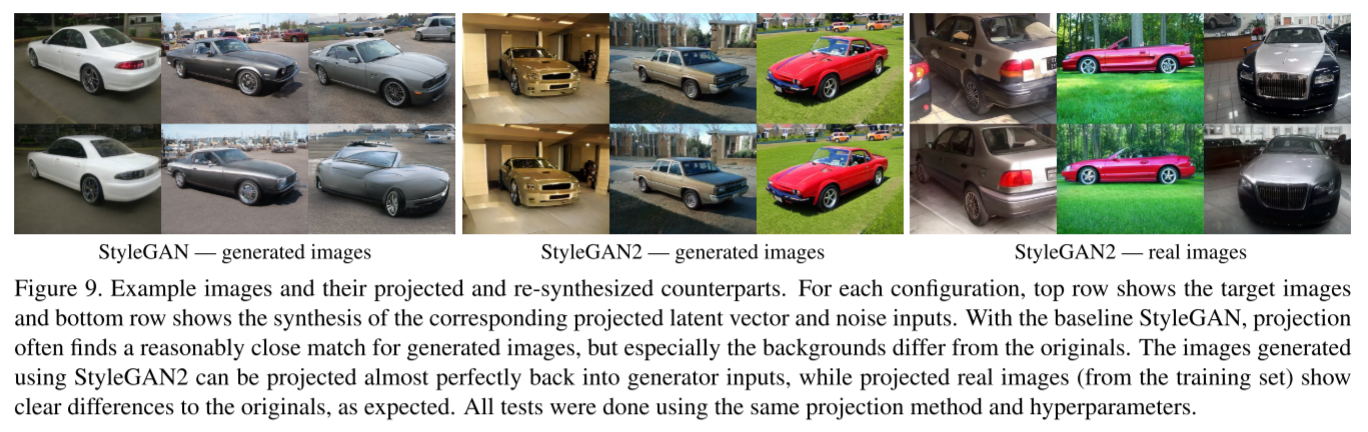 StyleGAN — generated images
StyleGAN2 — generated images
StyleGAN2 — real images
Figure 9. Example images and their projected and re-synthesized counterparts. For each configuration, top row shows the target images
and bottom row shows the synthesis of the corresponding projected latent vector and noise inputs. With the baseline StyleGAN, projection
often finds a reasonably close match for generated images, but especially the backgrounds differ from the originals. The images generated
using StyleGAN2 can be projected almost perfectly back into generator inputs, while projected real images (from the training set) show
clear differences to the originals, as expected. All tests were done using the same projection method and hyperparameters.